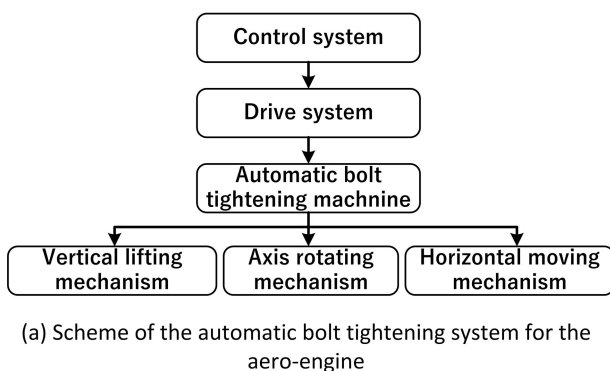 Control system
Drive system
Automatic bolt
tightening machnine
Vertical lifting
mechanism
Axis rotating
mechanism
Horizontal moving
mechanism
(a) Scheme of the automatic bolt tightening system for the
aero-engine